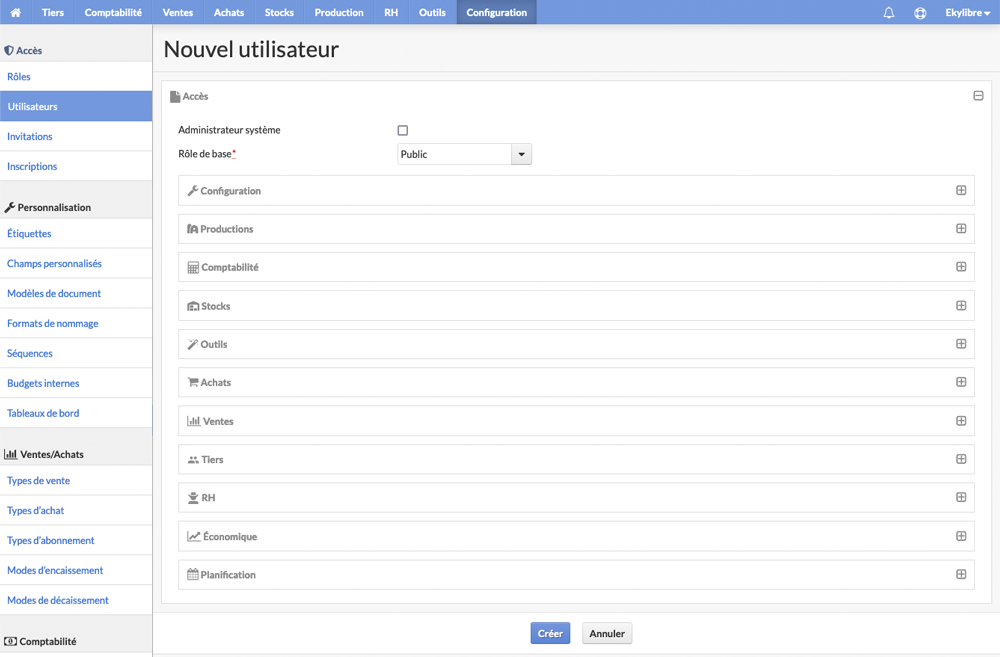 Tiers Comptabilité Ventes Achats Stocks Production RH Outils Configuration Ekylibre
Accès
Rôles
Utilisateurs
Invitations
Inscriptions
Personnalisation
Étiquettes
Champs personnalisés
Modèles de document
Formats de nommage
Séquences
Budgets internes
Tableaux de bord
Ventes/Achats
Types de vente
Types d'achat
Types d'abonnement
Modes d'encaissement
Modes de décaissement
Comptabilité
Nouvel utilisateur
Accès
Administrateur système
Rôle de base* Public
Configuration
Productions
Comptabilité
Stocks
Outils
Achats
Ventes
Tiers
RH
Économique
Planification
Créer Annuler